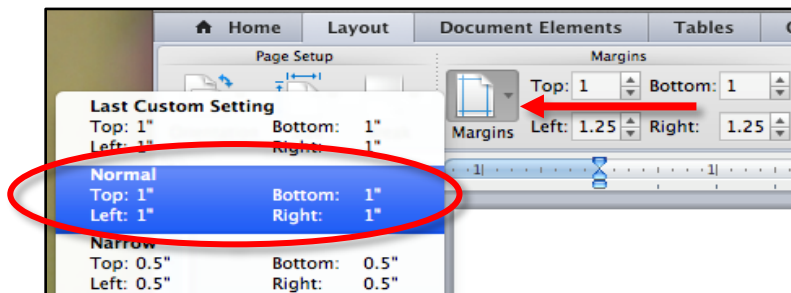 Home Layout Document Elements Tables
Page Setup Margins
Last Custom Setting
Top: 1" Bottom: 1"
Left: 1" Right: 1"
Normal
Top: 1" Bottom: 1"
Left: 1" Right: 1"
Narrow
Top: 0.5" Bottom: 0.5"
Left: 0.5" Right: 0.5"
Margins
Top: 1 Bottom: 1
Left: 1.25 Right: 1.25
1 1